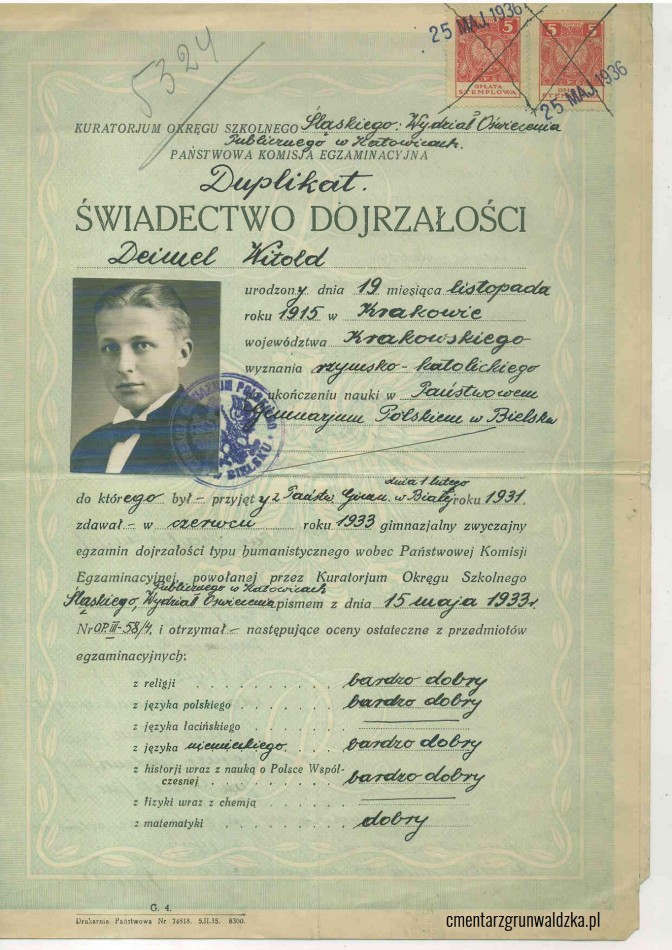 25 MAJ. 1936
5 5
OPŁATA STEMPLOWA
25 MAJ. 1936
5324
KURATORJUM OKRĘGU SZKOLNEGO Śląskiego: Wydział Oświecenia
Publicznego w Katowicach.
PAŃSTWOWA KOMISJA EGZAMINACYJNA
Duplikat.
ŚWIADECTWO DOJRZAŁOŚCI
Deimel Witold
urodzony dnia 19 miesiąca listopada
roku 1915 w Krakowie
województwa Krakowskiego
wyznania rzymsko-katolickiego
po ukończeniu nauki w Państwowem
Gimnazjum Polskiem w Bielsku
dnia 1 lutego
do którego był – przyjęty z Państw. Gimn. w Białej roku 1931
zdawał – w czerwcu roku 1933 gimnazjalny zwyczajny
egzamin dojrzałości typu humanistycznego wobec Państwowej Komisji
Egzaminacyjnej, powołanej przez Kuratorjum Okręgu Szkolnego
Publicznego w Katowicach
Śląskiego, Wydział Oświecenia pismem z dnia 15 maja 1933 r.
Nr OP.III-58/4, i otrzymał – następujące oceny ostateczne z przedmiotów
egzaminacyjnych:
z religji . . . . . . . . . . bardzo dobry
z języka polskiego . . . . . . . bardzo dobry
z języka łacińskiego . . . . . . ———
z języka niemieckiego . . . . bardzo dobry
z historji wraz z nauką o Polsce Współ-
czesnej . . . . . . . . bardzo dobry
z fizyki wraz z chemją . . . . . ———
z matematyki . . . . . . . . dobry
G. 4.
Drukarnia Państwowa Nr 74818. 5.II.35. 8300.
cmentarzgrunwaldzka.pl